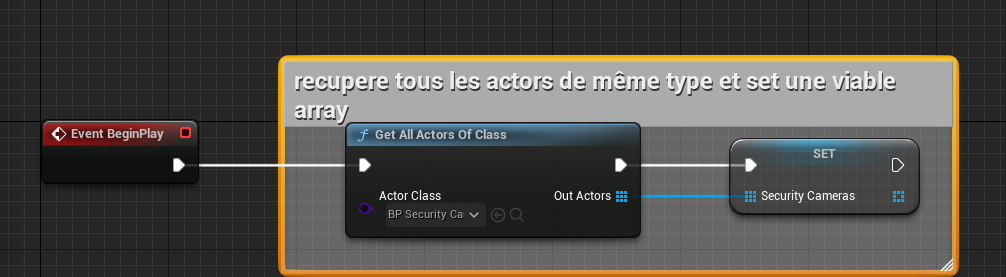 recupere tous les actors de même type et set une viable
array
Event BeginPlay
f Get All Actors Of Class
SET
Actor Class
Out Actors
Security Cameras
BP Security Ca